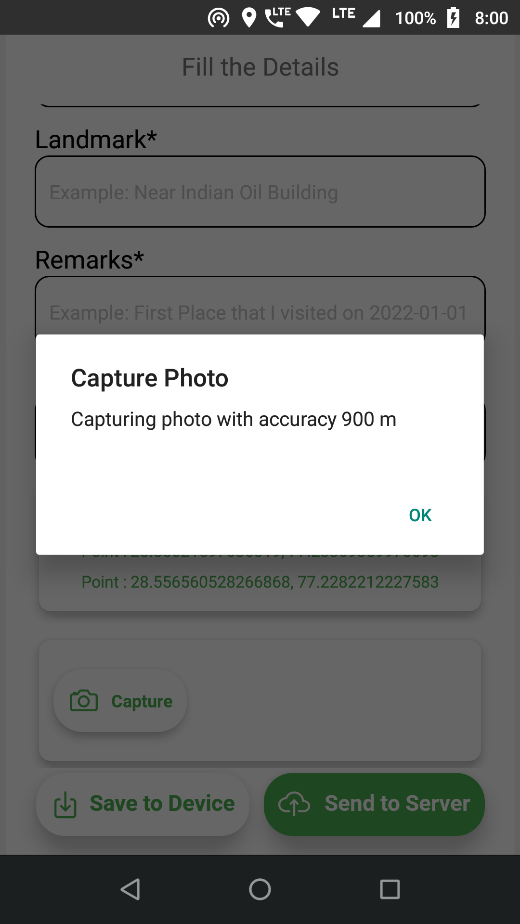 LTE LTE 100% 8:00
Fill the Details
Landmark*
Example: Near Indian Oil Building
Remarks*
Example: First Place that I visited on 2022-01-01
Capture Photo
Capturing photo with accuracy 900 m
OK
Point : 28.556560528266868, 77.2282212227583
Capture
Save to Device
Send to Server